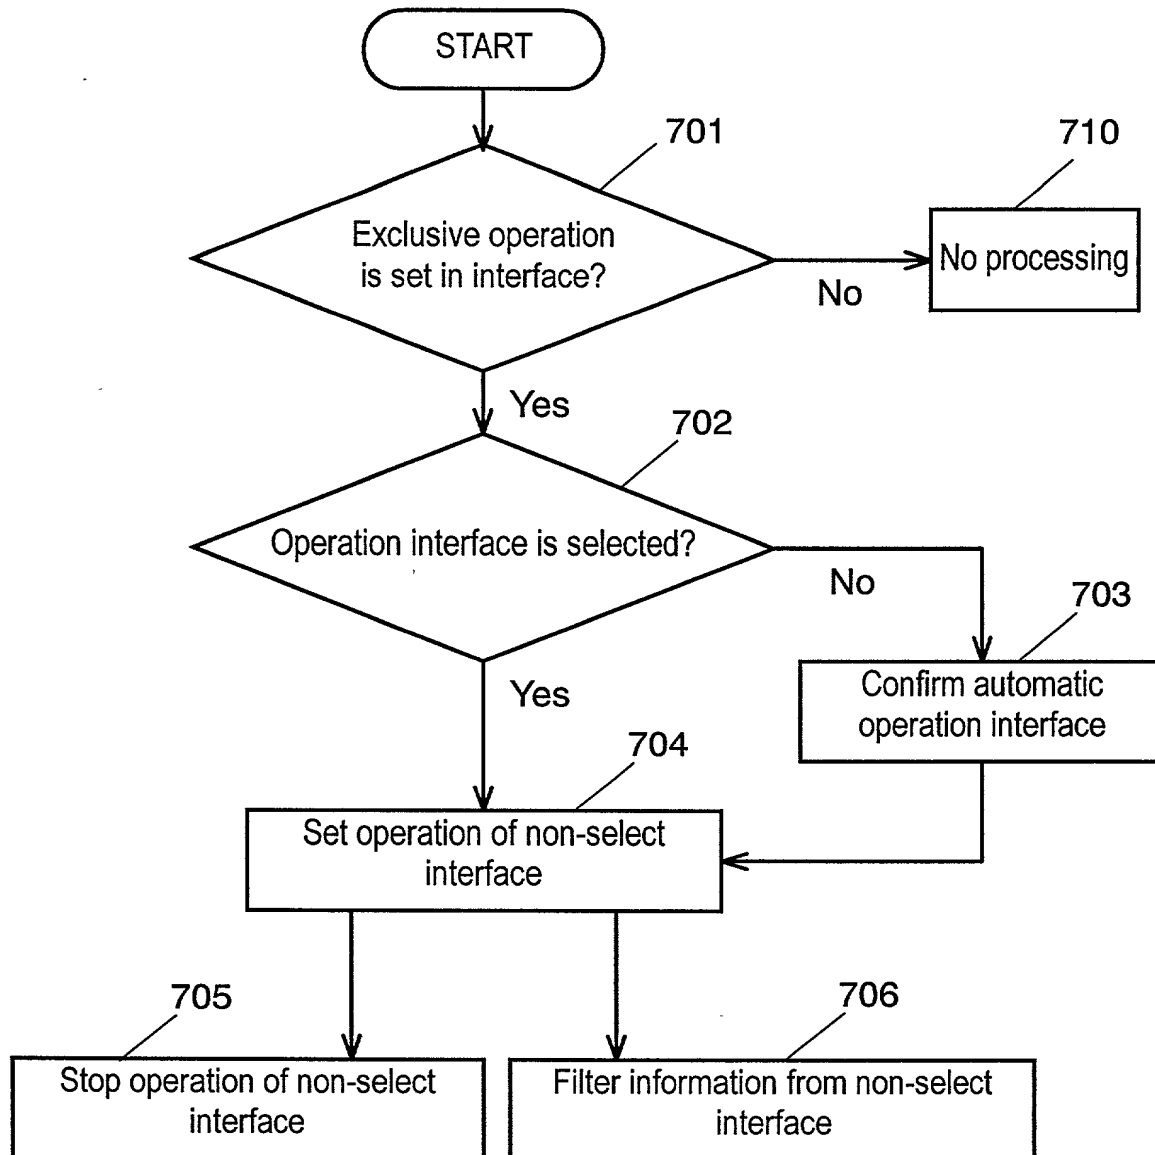 START
701
710
Exclusive operation
is set in interface?
No processing
No
Yes
702
Operation interface is selected?
No
703
Confirm automatic
operation interface
Yes
704
Set operation of non-select
interface
705
706
Stop operation of non-select
interface
Filter information from non-select
interface